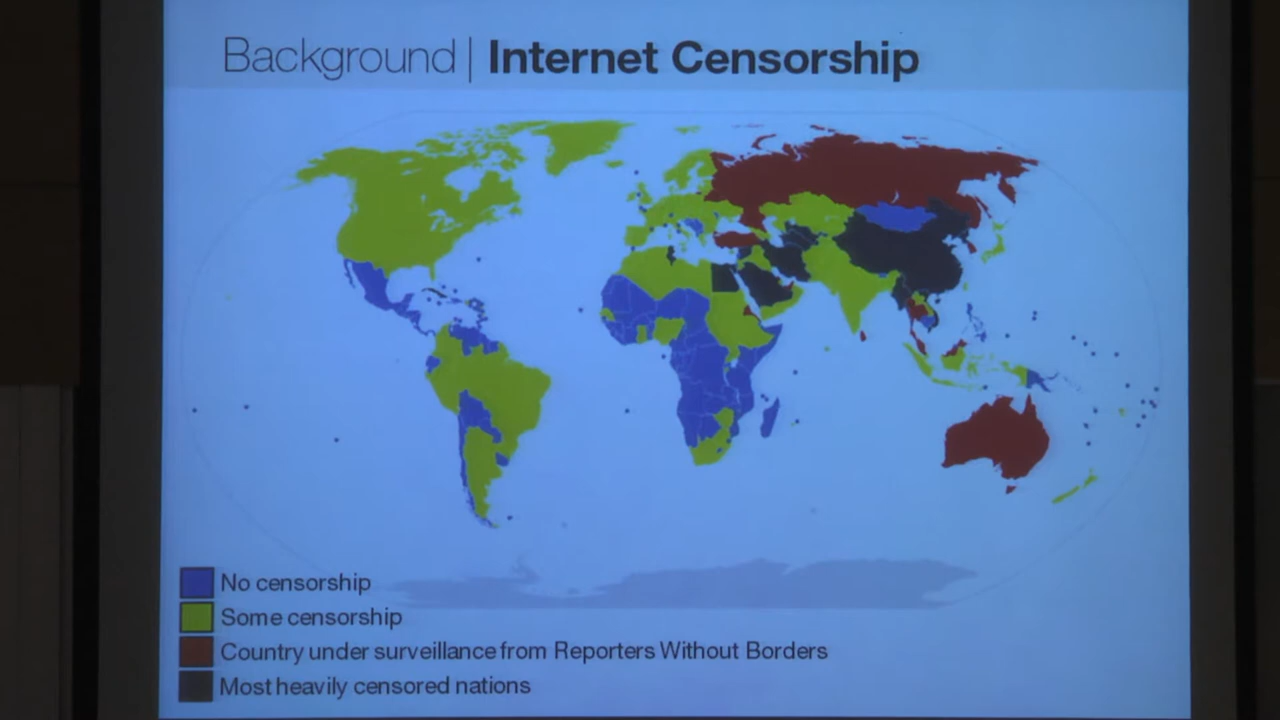 Background | Internet Censorship
No censorship
Some censorship
Country under surveillance from Reporters Without Borders
Most heavily censored nations